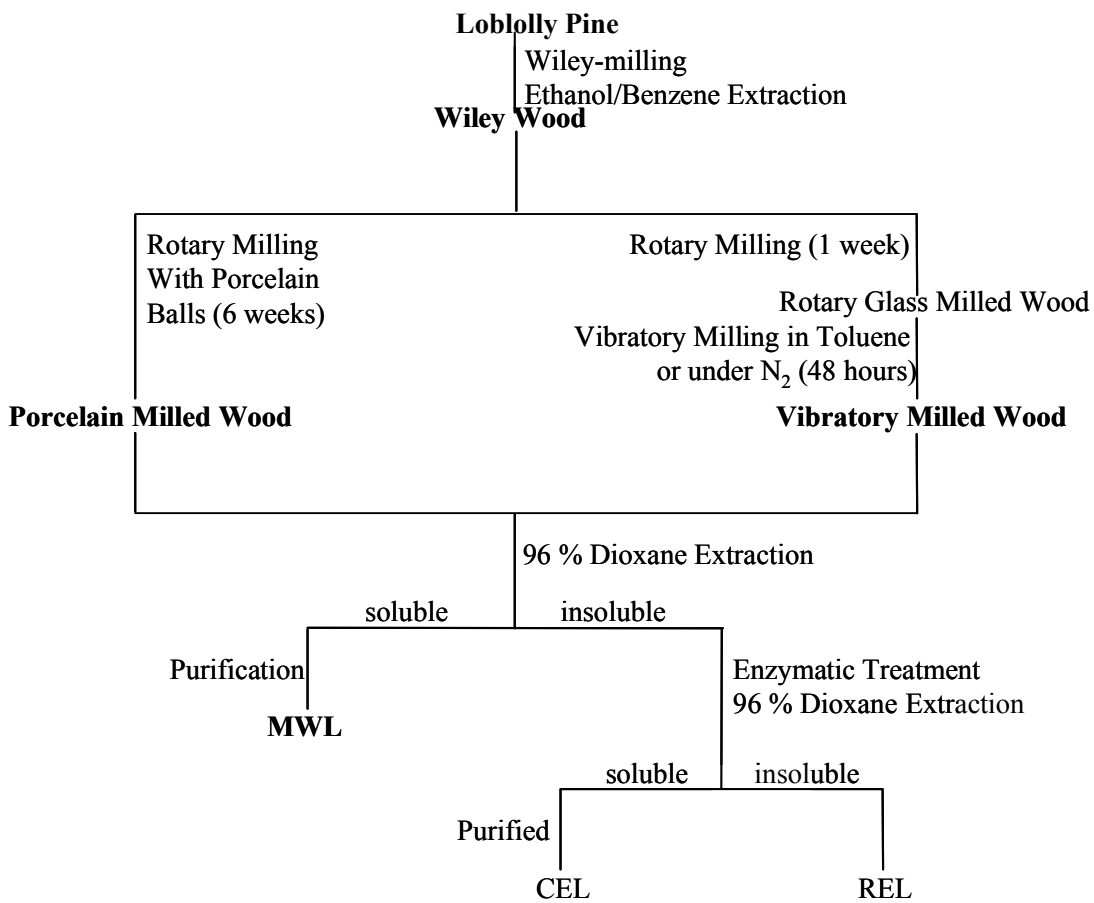 Loblolly Pine
Wiley-milling
Ethanol/Benzene Extraction
Wiley Wood
Rotary Milling
With Porcelain
Balls (6 weeks)
Rotary Milling (1 week)
Rotary Glass Milled Wood
Vibratory Milling in Toluene
or under N₂ (48 hours)
Porcelain Milled Wood
Vibratory Milled Wood
96 % Dioxane Extraction
soluble
insoluble
Purification
MWL
Enzymatic Treatment
96 % Dioxane Extraction
soluble
insoluble
Purified
CEL
REL